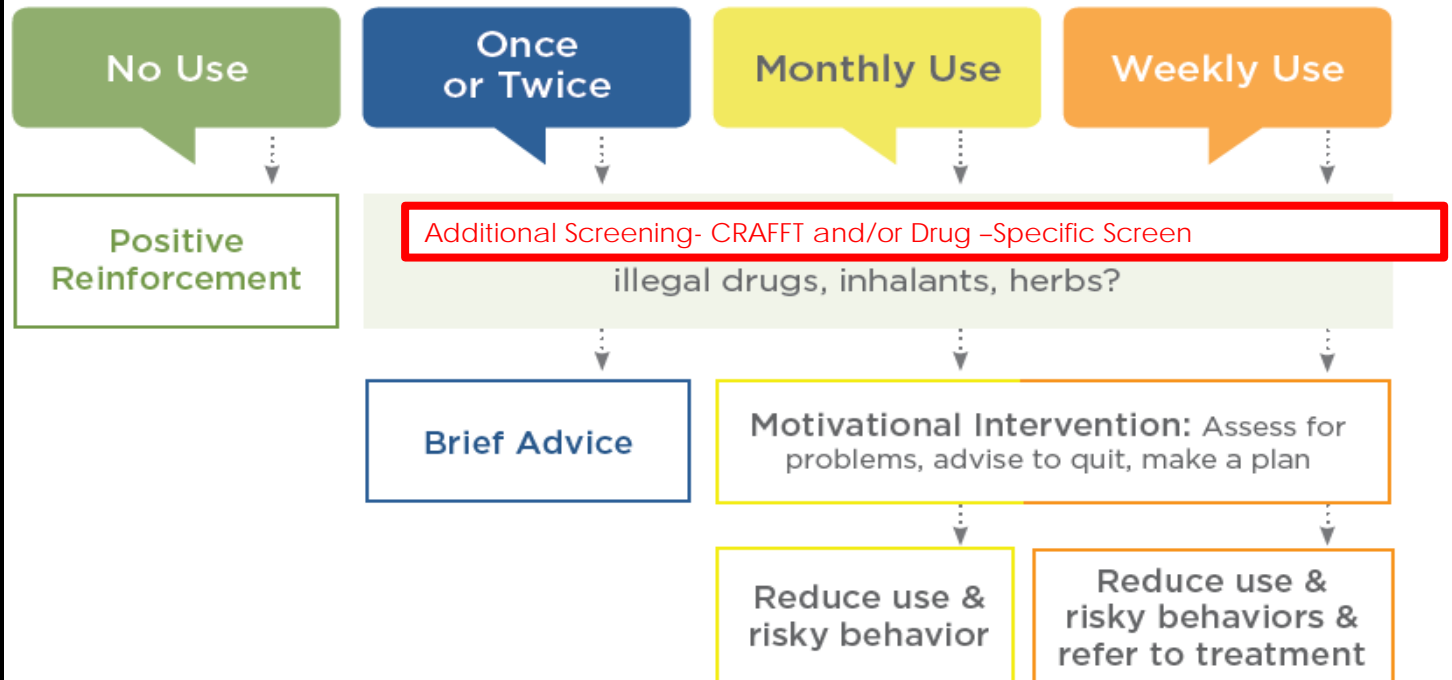 No Use
Once
or Twice
Monthly Use
Weekly Use
Positive
Reinforcement
Additional Screening- CRAFFT and/or Drug –Specific Screen
illegal drugs, inhalants, herbs?
Brief Advice
Motivational Intervention: Assess for
problems, advise to quit, make a plan
Reduce use &
risky behavior
Reduce use &
risky behaviors &
refer to treatment